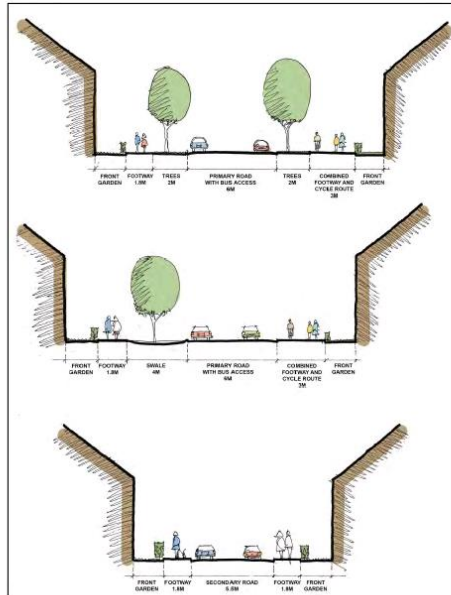 FRONT GARDEN
FOOTWAY 1.8M
TREES 2M
PRIMARY ROAD WITH BUS ACCESS 6M
TREES 2M
COMBINED FOOTWAY AND CYCLE ROUTE 3M
FRONT GARDEN
FRONT GARDEN
FOOTWAY 1.8M
SWALE 4M
PRIMARY ROAD WITH BUS ACCESS 6M
COMBINED FOOTWAY AND CYCLE ROUTE 3M
FRONT GARDEN
FRONT GARDEN
FOOTWAY 1.8M
SECONDARY ROAD 5.5M
FOOTWAY 1.8M
FRONT GARDEN